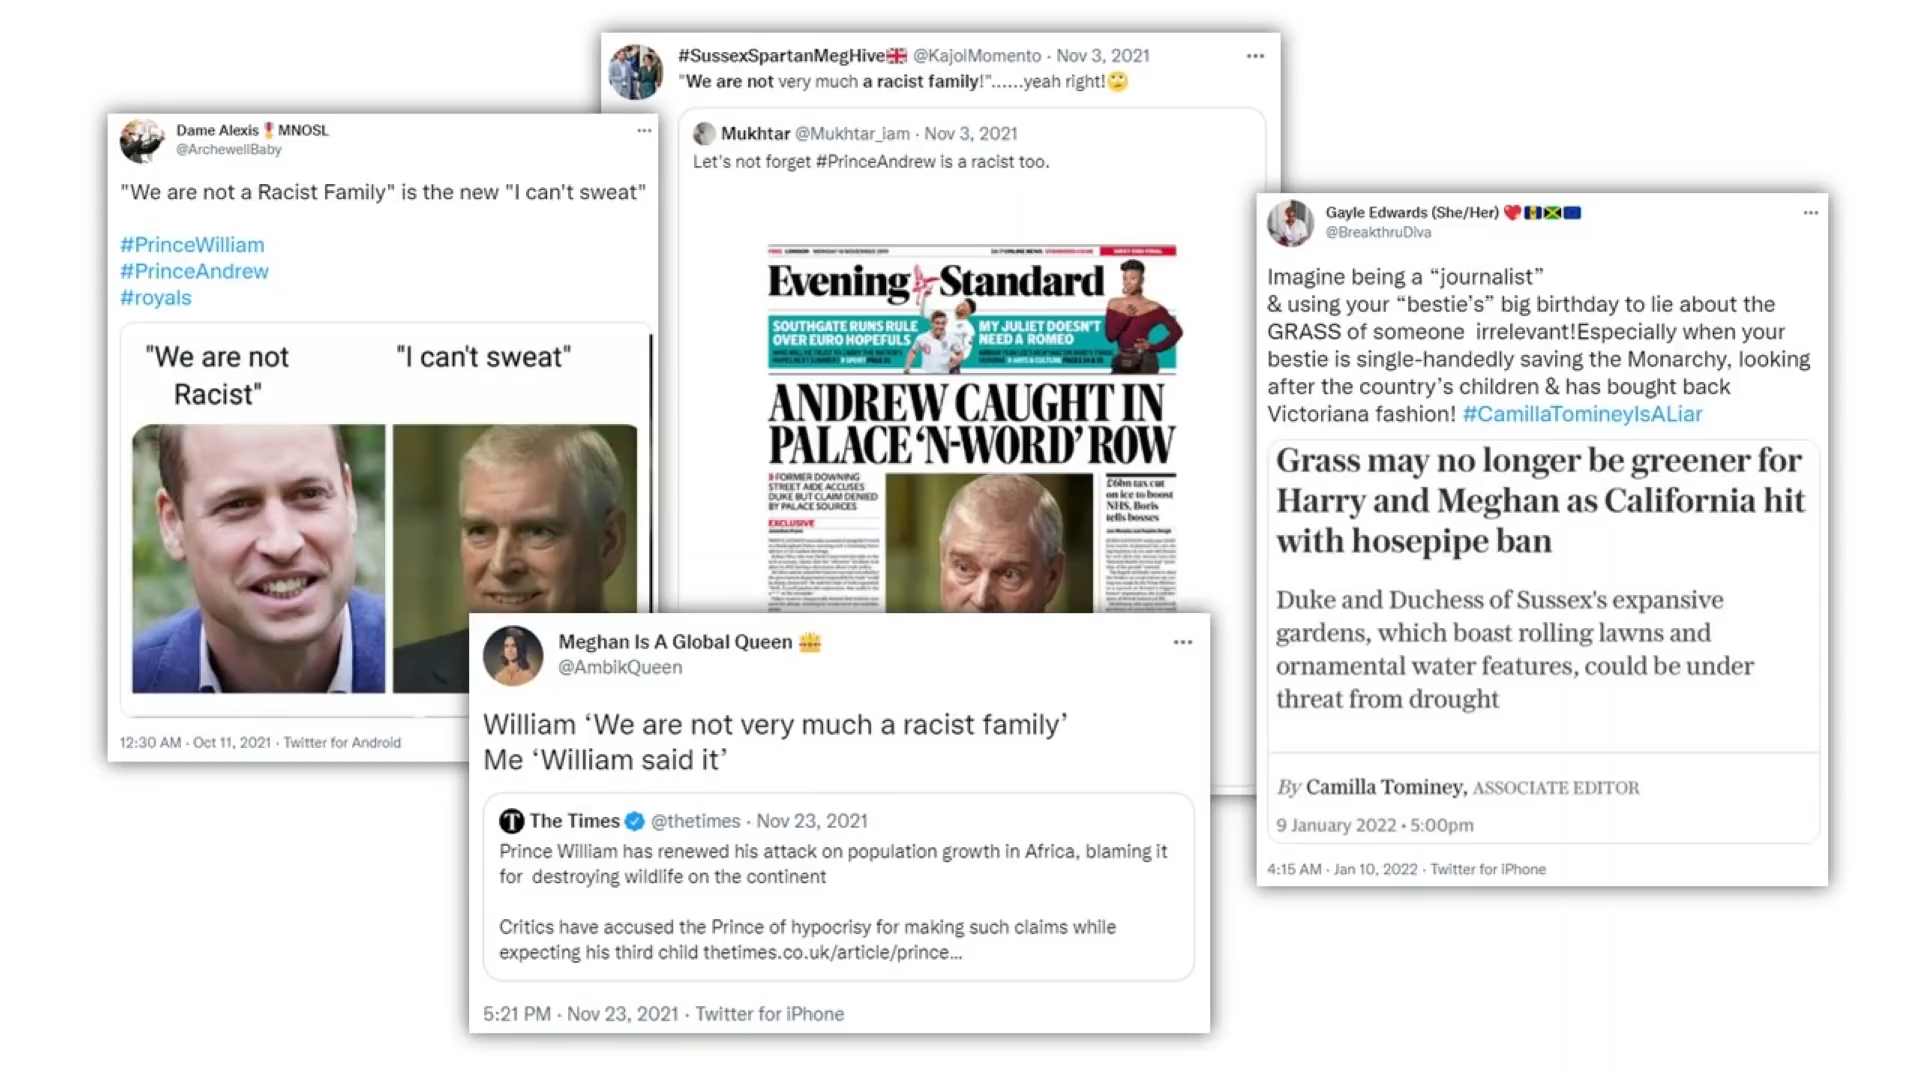 #SussexSpartanMegHive🇬🇧 @KajolMomento · Nov 3, 2021
"We are not very much a racist family!"......yeah right!🙄
Mukhtar @Mukhtar_iam · Nov 3, 2021
Let's not forget #PrinceAndrew is a racist too.
Evening Standard
SOUTHGATE RUNS RULE
OVER EURO HOPEFULS
MY JULIET DOESN'T
NEED A ROMEO
ANDREW CAUGHT IN
PALACE 'N-WORD' ROW
FORMER DOWNING
STREET AIDE ACCUSES
DUKE BUT CLAIM DENIED
BY PALACE SOURCES
EXCLUSIVE
£6bn tax cut
on ice to boost
NHS, Boris
tells bosses
Dame Alexis🎖️MNOSL
@ArchewellBaby
"We are not a Racist Family" is the new "I can't sweat"
#PrinceWilliam
#PrinceAndrew
#royals
"We are not
Racist"
"I can't sweat"
12:30 AM · Oct 11, 2021 · Twitter for Android
Meghan Is A Global Queen 👑
@AmbikQueen
William ‘We are not very much a racist family’
Me ‘William said it’
The Times @thetimes · Nov 23, 2021
Prince William has renewed his attack on population growth in Africa, blaming it
for destroying wildlife on the continent
Critics have accused the Prince of hypocrisy for making such claims while
expecting his third child thetimes.co.uk/article/prince...
5:21 PM · Nov 23, 2021 · Twitter for iPhone
Gayle Edwards (She/Her) ❤️🇧🇧🇯🇲🇪🇺
@BreakthruDiva
Imagine being a “journalist”
& using your “bestie’s” big birthday to lie about the
GRASS of someone irrelevant!Especially when your
bestie is single-handedly saving the Monarchy, looking
after the country’s children & has bought back
Victoriana fashion! #CamillaTomineyIsALiar
Grass may no longer be greener for
Harry and Meghan as California hit
with hosepipe ban
Duke and Duchess of Sussex's expansive
gardens, which boast rolling lawns and
ornamental water features, could be under
threat from drought
By Camilla Tominey, ASSOCIATE EDITOR
9 January 2022 • 5:00pm
4:15 AM · Jan 10, 2022 · Twitter for iPhone